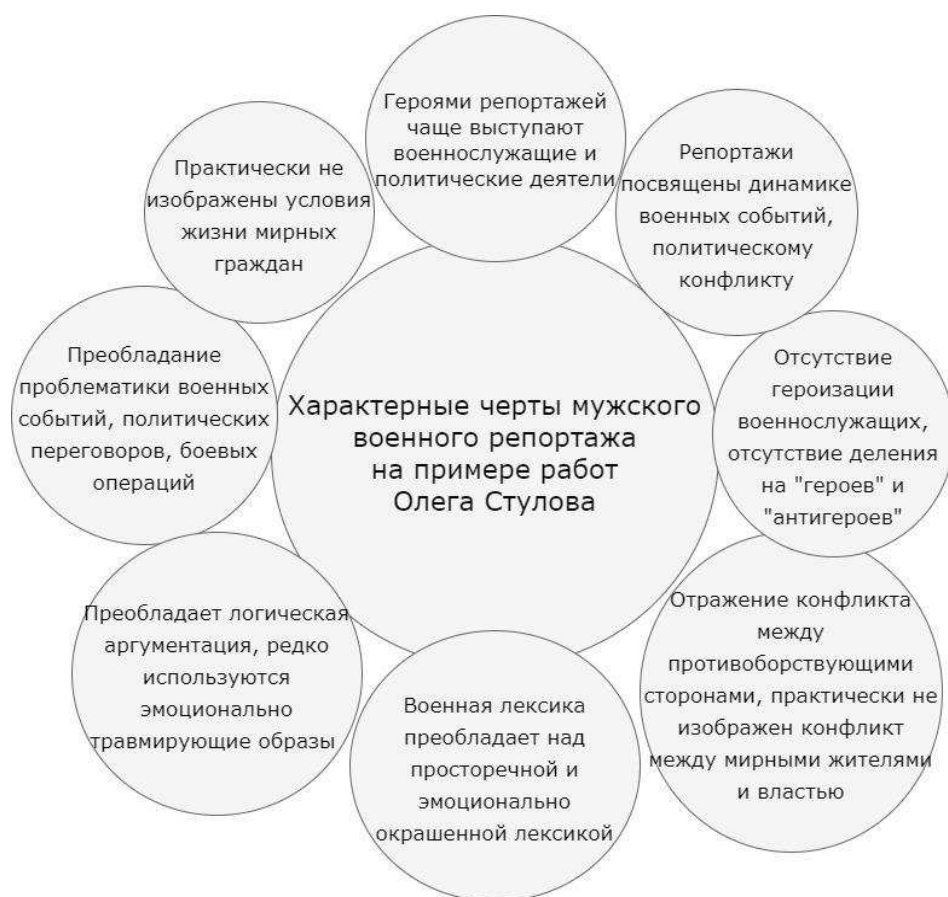 Героями репортажей
чаще выступают
военнослужащие и
политические деятели
Репортажи
посвящены динамике
военных событий,
политическому
конфликту
Отсутствие
героизации
военнослужащих,
отсутствие деления
на "героев" и
"антигероев"
Отражение конфликта
между
противоборствующими
сторонами, практически не
изображен конфликт
между мирными жителями
и властью
Военная лексика
преобладает над
просторечной и
эмоционально
окрашенной лексикой
Преобладает логическая
аргументация, редко
используются
эмоционально
травмирующие образы
Преобладание
проблематики военных
событий, политических
переговоров, боевых
операций
Практически не
изображены условия
жизни мирных
граждан
Характерные черты мужского
военного репортажа
на примере работ
Олега Стулова